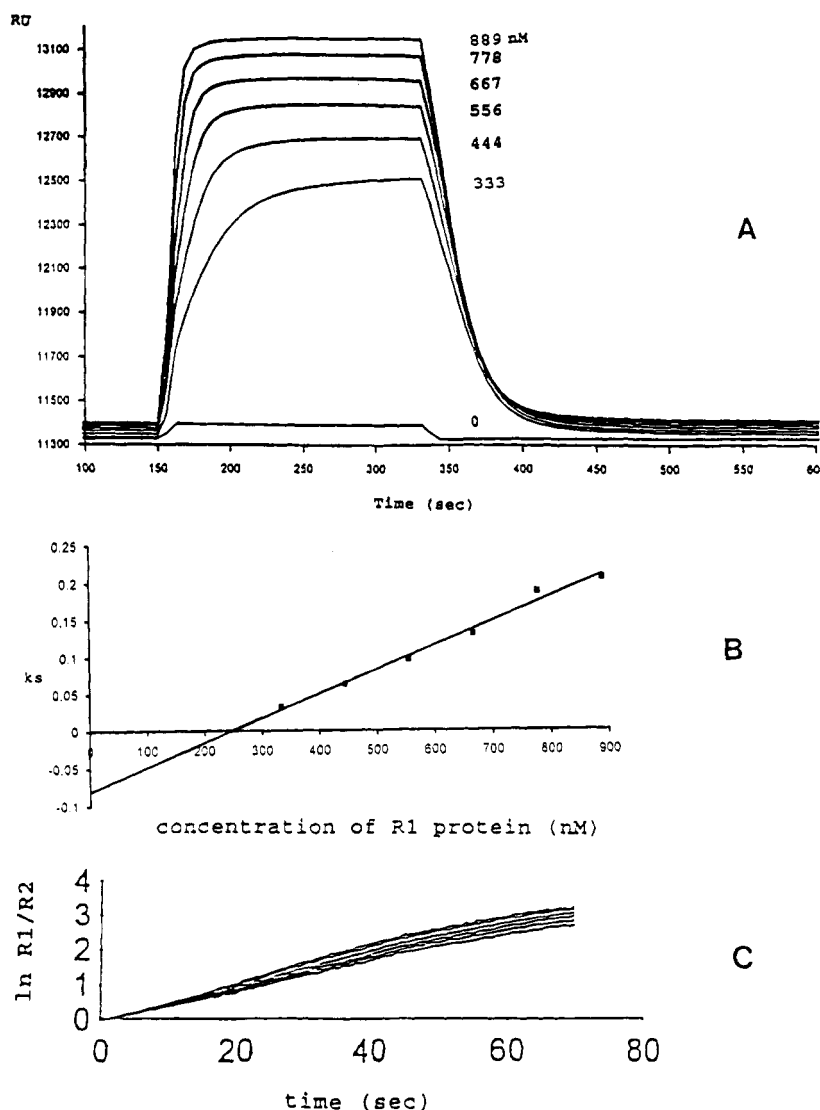 RU
13100
12900
12700
12500
12300
12100
11900
11700
11500
11300
100 150 200 250 300 350 400 450 500 550 60
Time (sec)
889 nM
778
667
556
444
333
0
A
0.25
0.2
0.15
0.1
0.05
0
-0.05
-0.1
ks
0 100 200 300 400 500 600 700 800 900
concentration of R1 protein (nM)
B
4
3
2
1
0
ln R1/R2
0 20 40 60 80
time (sec)
C